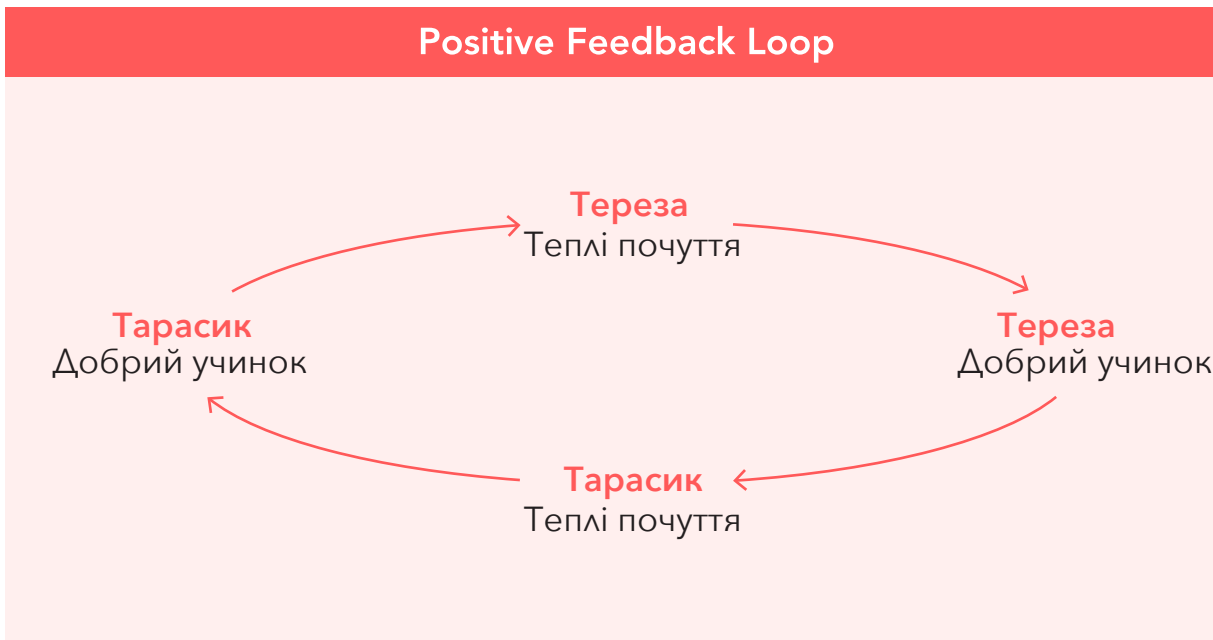 Positive Feedback Loop
Тереза
Теплі почуття
Тарасик
Добрий учинок
Тереза
Добрий учинок
Тарасик
Теплі почуття